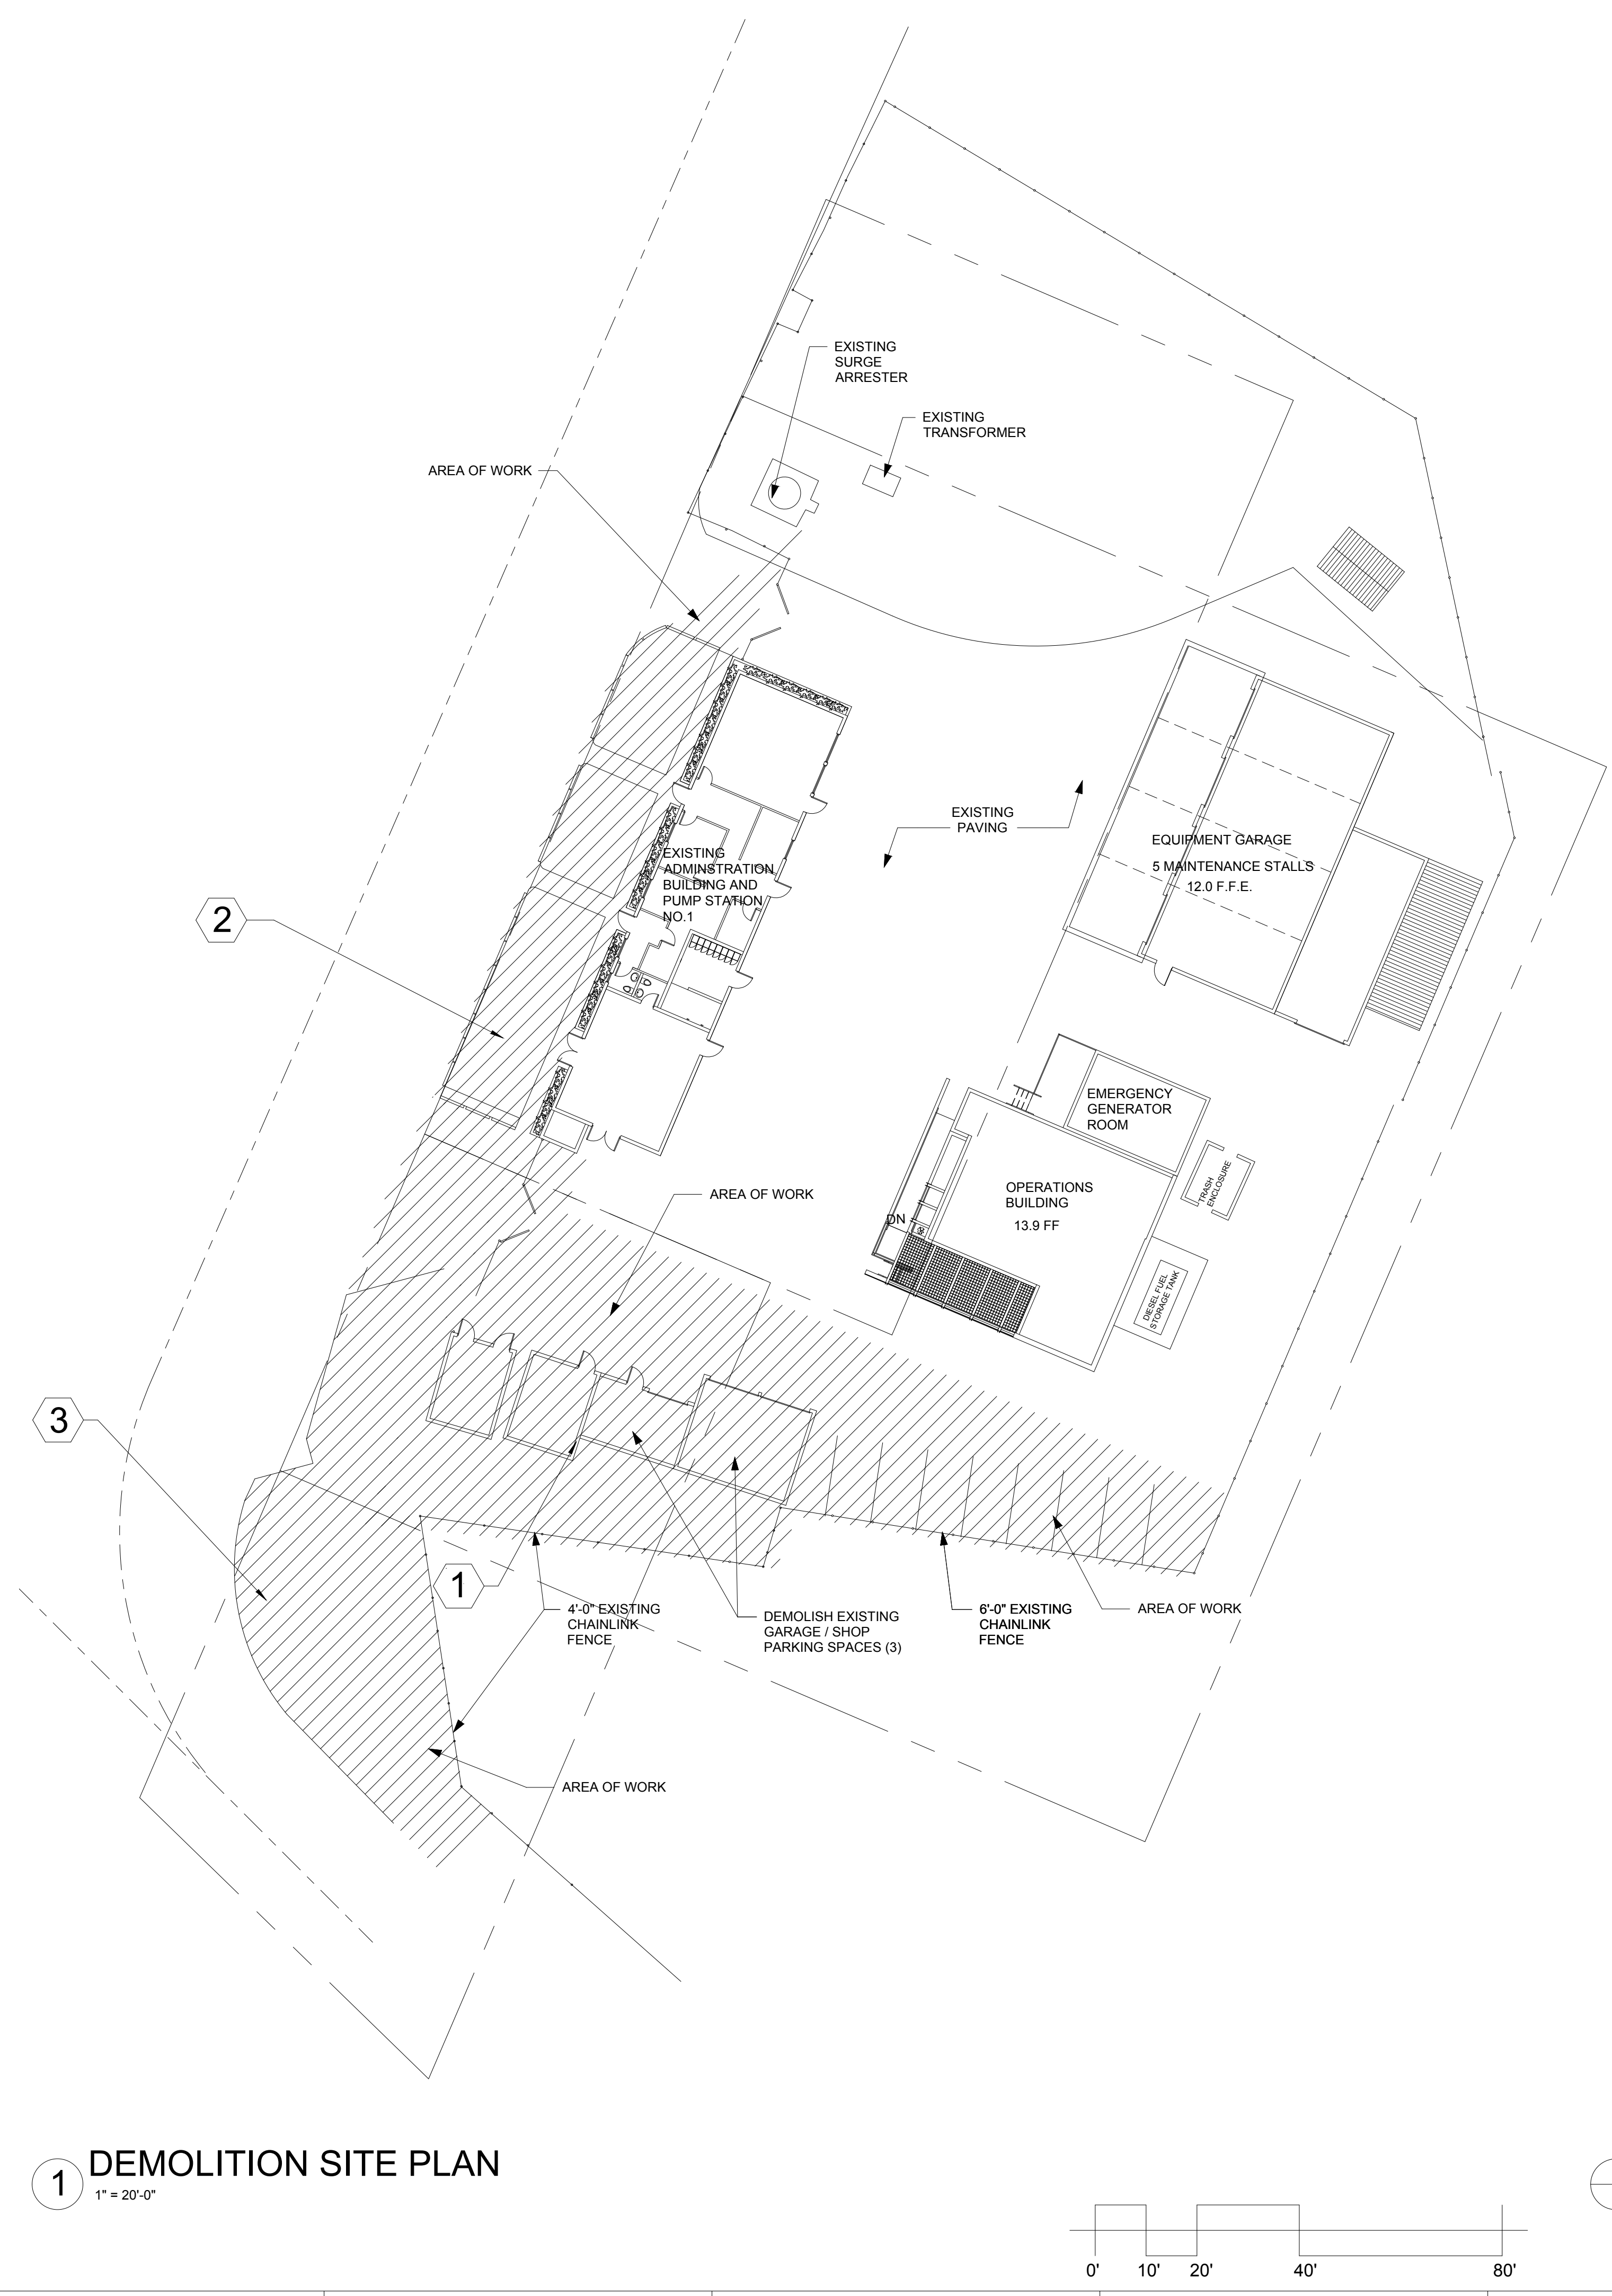 EXISTING
SURGE
ARRESTER
EXISTING
TRANSFORMER
AREA OF WORK
EXISTING
PAVING
EQUIPMENT GARAGE
5 MAINTENANCE STALLS
12.0 F.F.E.
EXISTING
ADMINSTRATION
BUILDING AND
PUMP STATION
NO.1
2
EMERGENCY
GENERATOR
ROOM
TRASH
ENCLOSURE
OPERATIONS
BUILDING
13.9 FF
DN
AREA OF WORK
DIESEL FUEL
STORAGE TANK
3
1
4'-0" EXISTING
CHAINLINK
FENCE
DEMOLISH EXISTING
GARAGE / SHOP
PARKING SPACES (3)
6'-0" EXISTING
CHAINLINK
FENCE
AREA OF WORK
AREA OF WORK
1
DEMOLITION SITE PLAN
1" = 20'-0"
0' 10' 20' 40' 80'